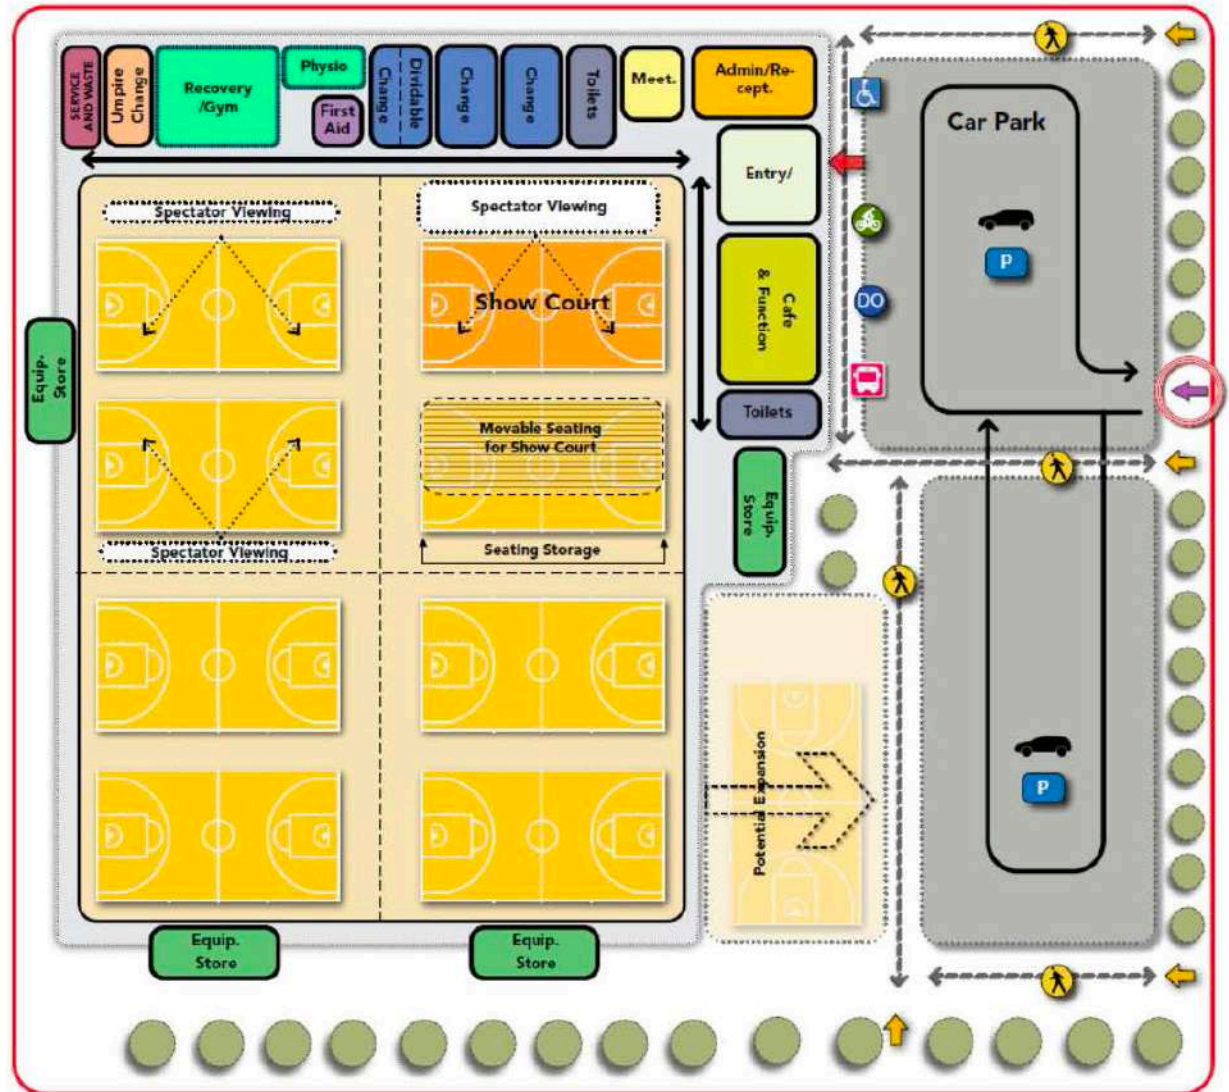 SERVICE
AND WASTE
Umpire
Change
Recovery
/Gym
Physio
First
Aid
Change
Dividable
Change
Change
Toilets
Meet.
Admin/Re-
cept.
Entry/
Car Park
Spectator Viewing
Spectator Viewing
Show Court
P
Cafe
& Function
DO
Equip.
Store
Movable Seating
for Show Court
Toilets
Equip.
Store
Spectator Viewing
Seating Storage
Potential Expansion
P
Equip.
Store
Equip.
Store